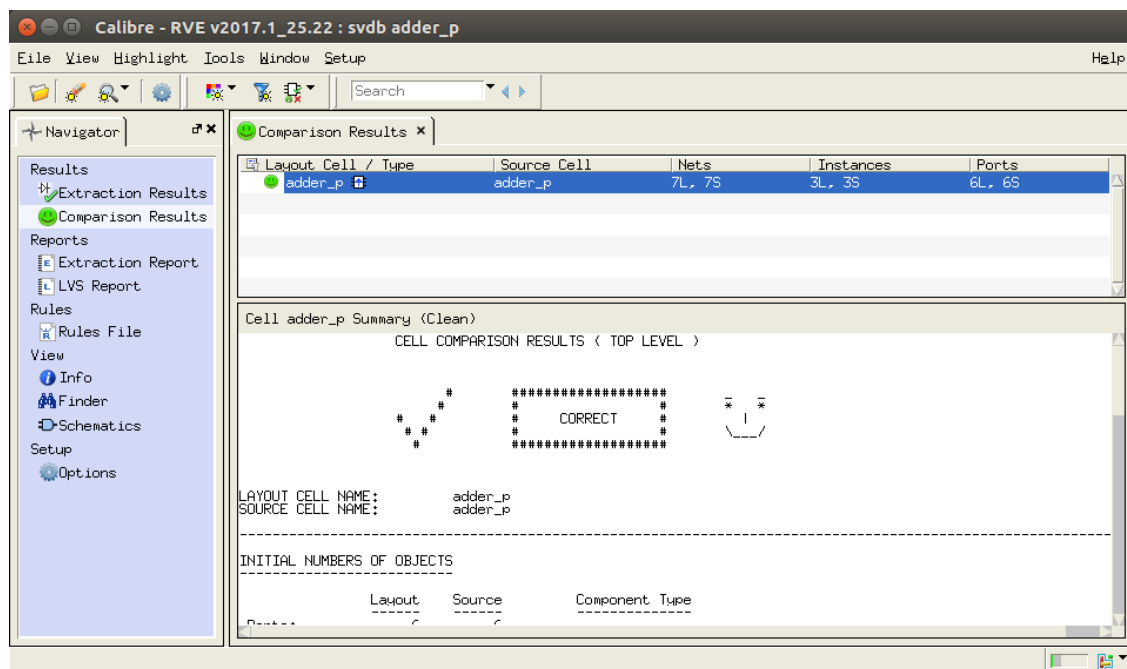 Calibre - RVE v2017.1_25.22 : svdb adder_p
File View Highlight Tools Window Setup Help
Search
Navigator
Comparison Results
Results
Extraction Results
Comparison Results
Reports
Extraction Report
LVS Report
Rules
Rules File
View
Info
Finder
Schematics
Setup
Options
Layout Cell / Type Source Cell Nets Instances Ports
adder_p adder_p 7L, 7S 3L, 3S 6L, 6S
Cell adder_p Summary (Clean)
CELL COMPARISON RESULTS ( TOP LEVEL )
# ################### _ _
# # # * *
# # # CORRECT # |
# # # # \___/
# ###################
LAYOUT CELL NAME: adder_p
SOURCE CELL NAME: adder_p
INITIAL NUMBERS OF OBJECTS
Layout Source Component Type